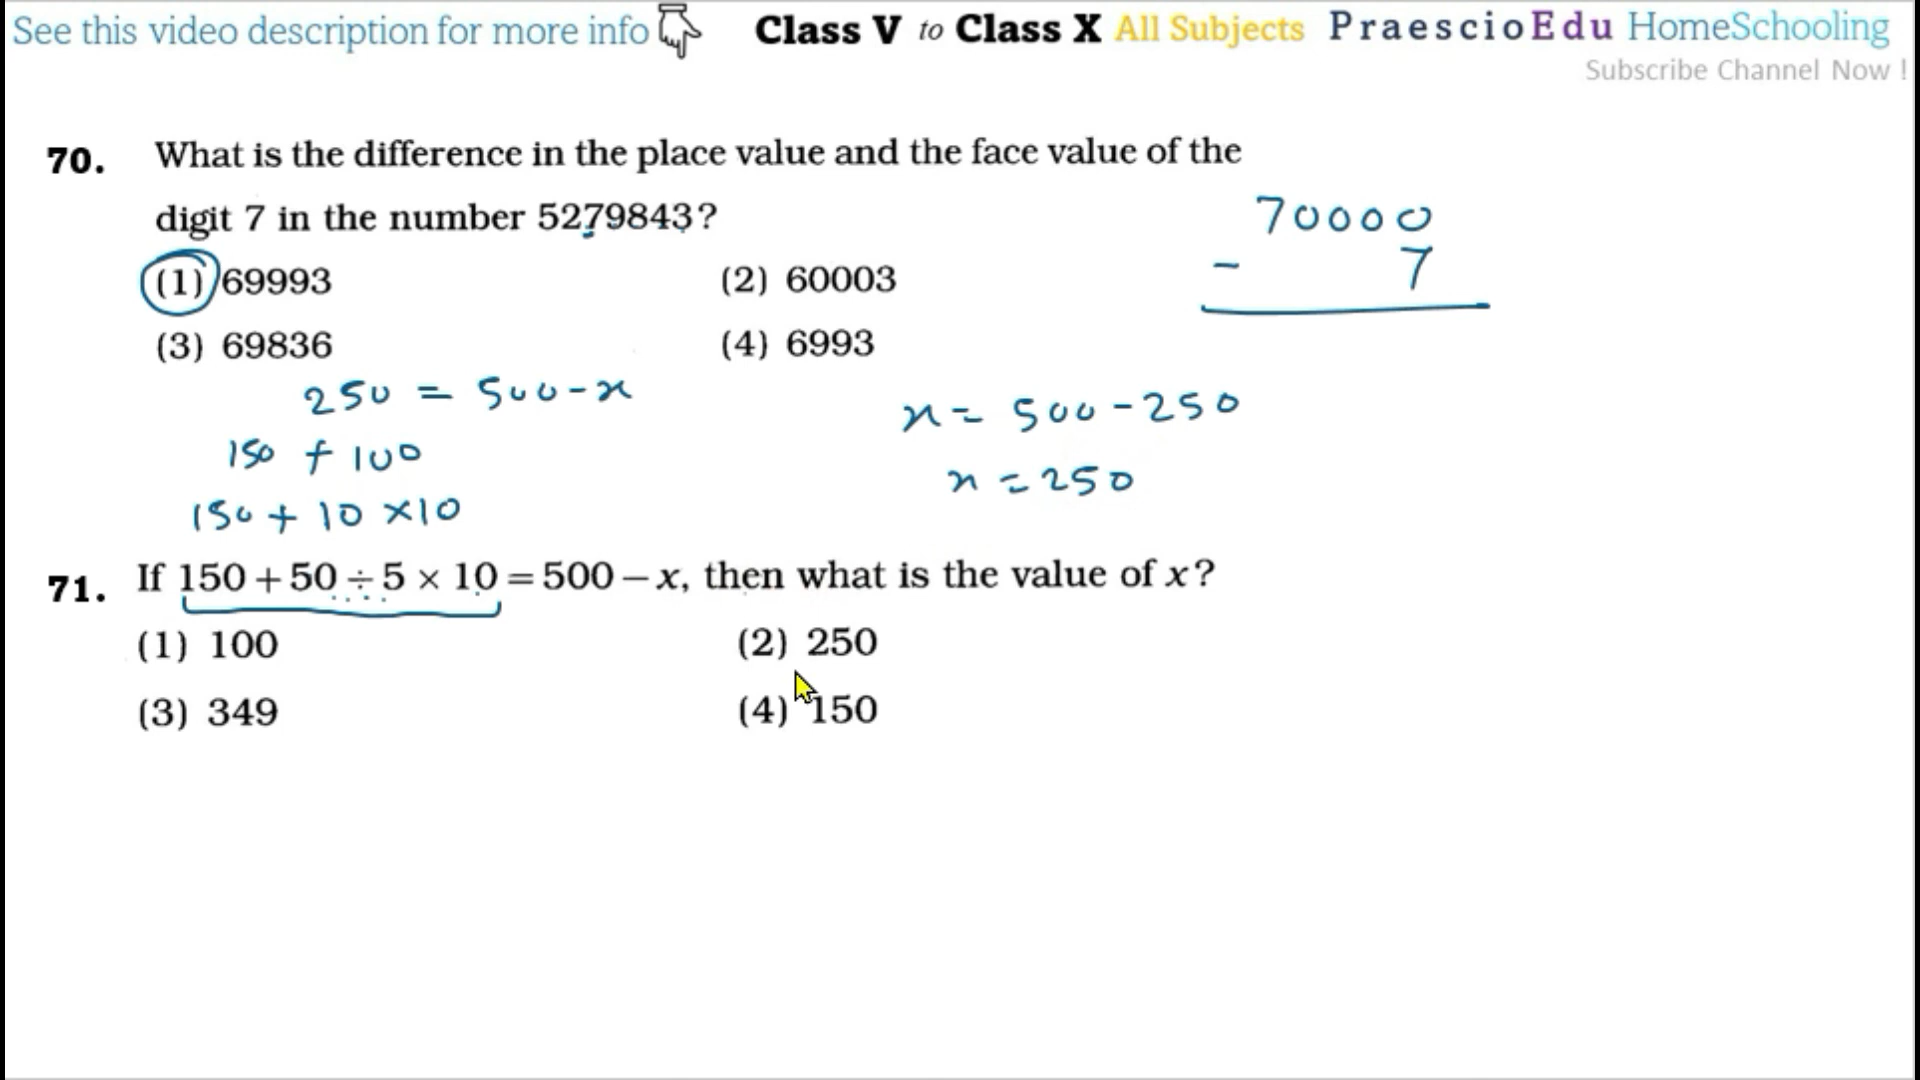 See this video description for more info Class V to Class X All Subjects PraescioEdu HomeSchooling
Subscribe Channel Now !
70. What is the difference in the place value and the face value of the
digit 7 in the number 5279843?
70000
- 7
(1) 69993 (2) 60003
(3) 69836 (4) 6993
250 = 500 - x
x = 500 - 250
150 + 100
x = 250
150 + 10 × 10
71. If 150 + 50 ÷ 5 × 10 = 500 – x, then what is the value of x?
(1) 100 (2) 250
(3) 349 (4) 150